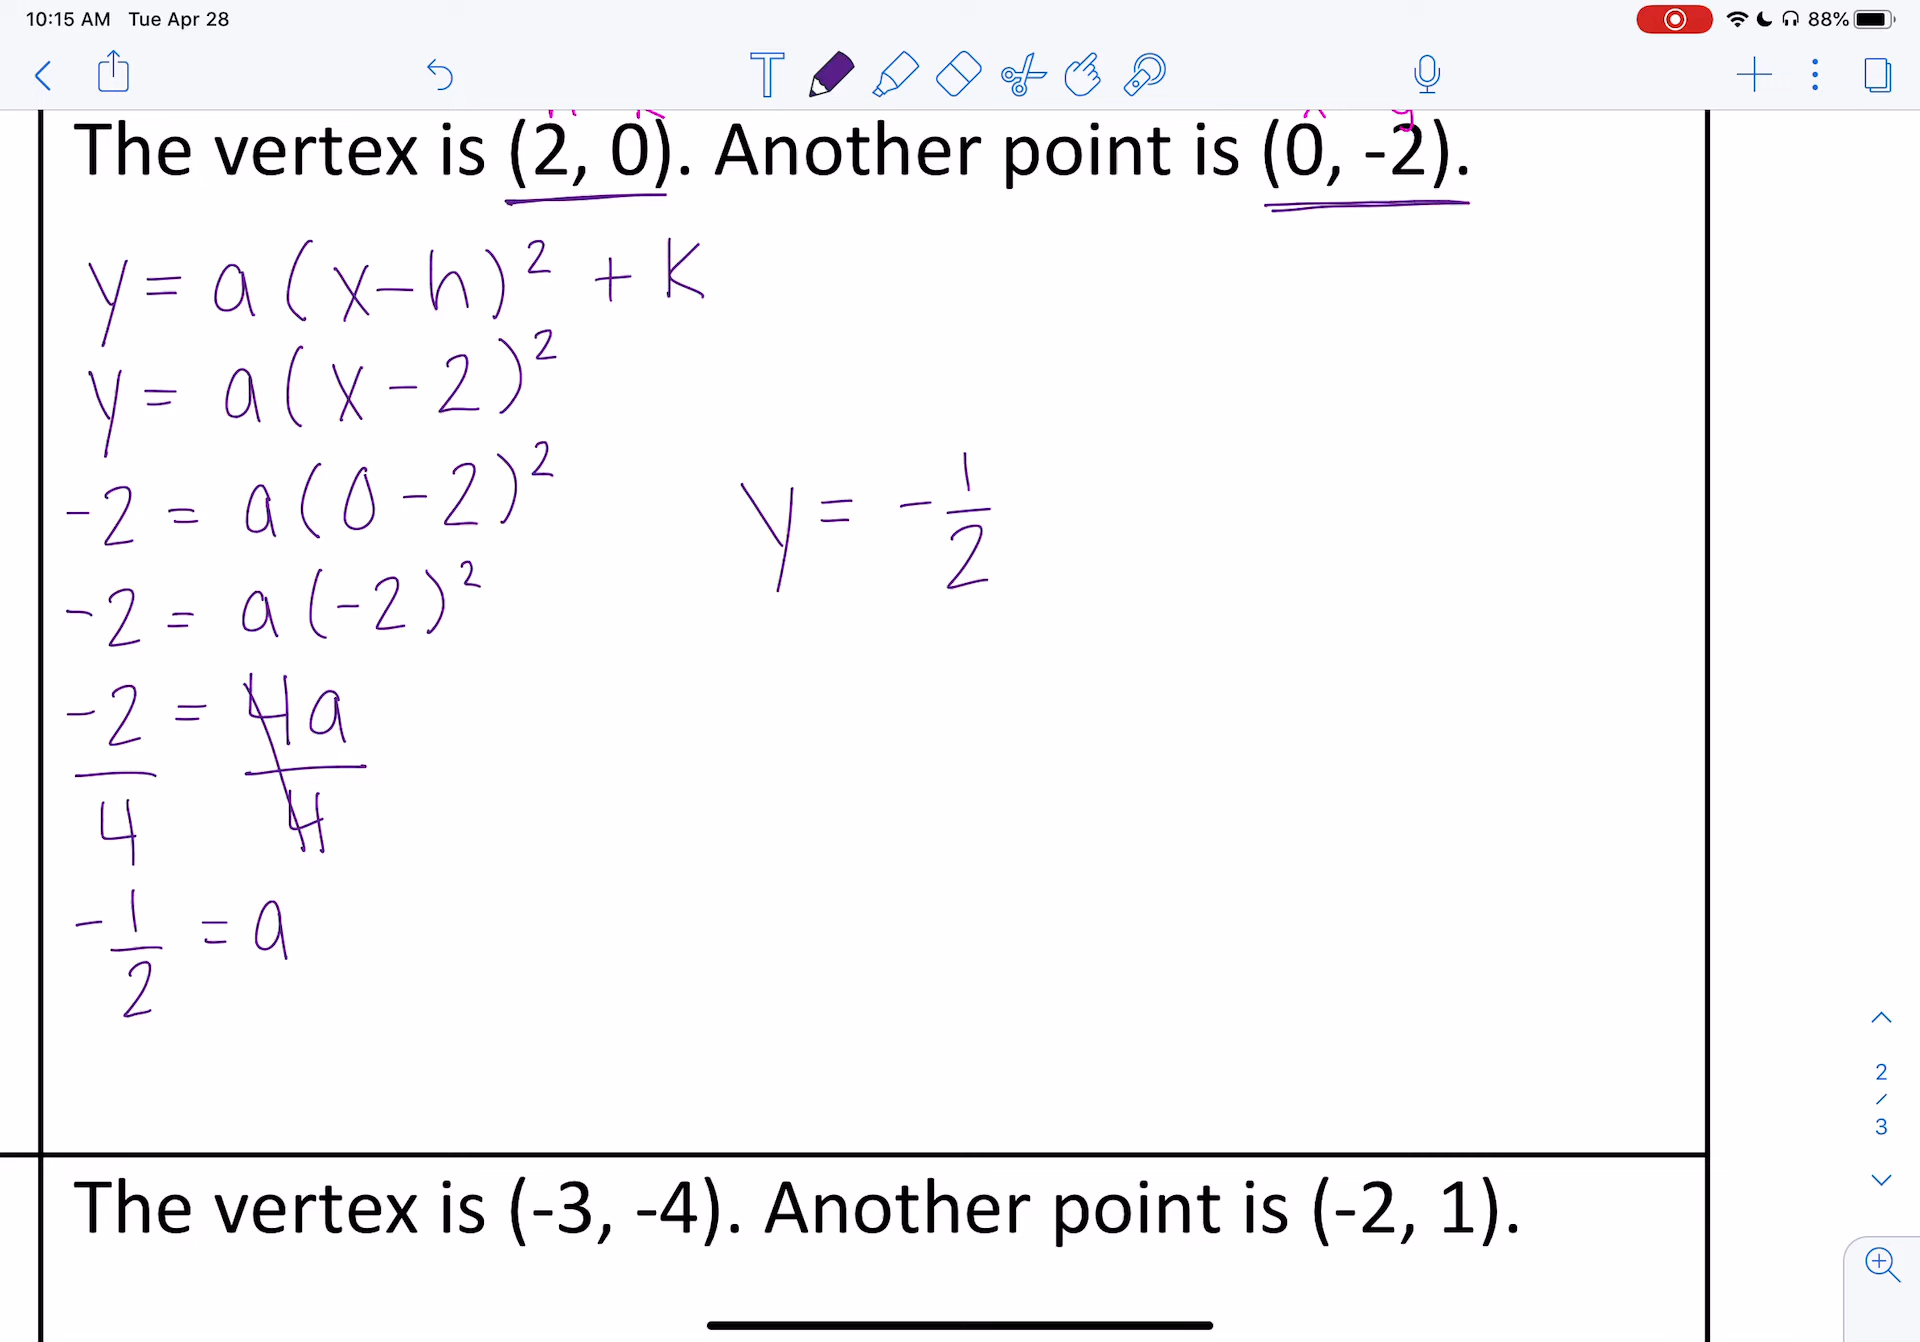 10:15 AM Tue Apr 28 88%
T
The vertex is (2, 0). Another point is (0, -2).
y = a(x-h)² + k
y = a(x-2)²
-2 = a(0-2)²
y = -1/2
-2 = a(-2)²
-2/4 = 4a/4
-1/2 = a
2/3
The vertex is (-3, -4). Another point is (-2, 1).